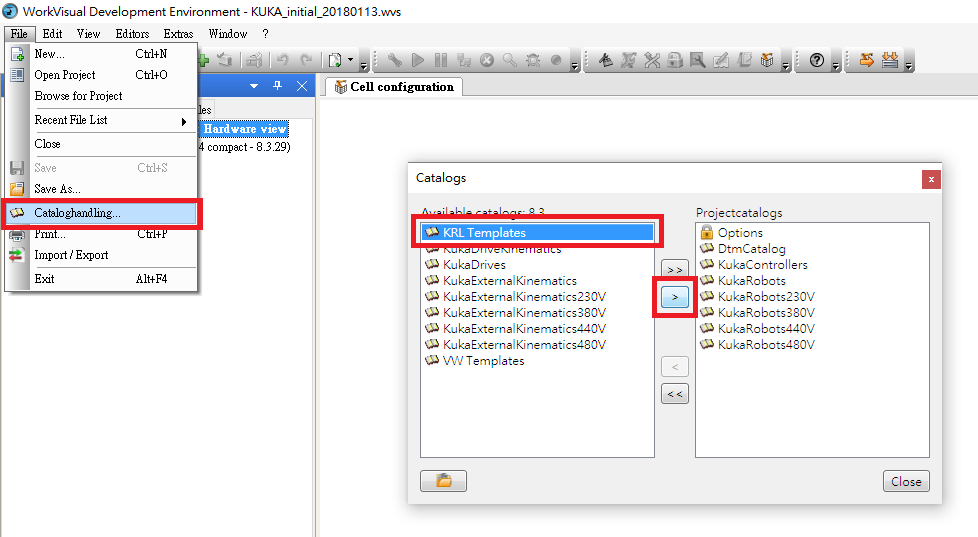 WorkVisual Development Environment - KUKA_initial_20180113.wvs
File Edit View Editors Extras Window ?
New... Ctrl+N
Open Project Ctrl+O
Browse for Project
Recent File List
Close
Save Ctrl+S
Save As...
Cataloghandling...
Print... Ctrl+P
Import / Export
Exit Alt+F4
les
Hardware view
4 compact - 8.3.29)
Cell configuration
Catalogs
x
Available catalogs: 8.3
KRL Templates
KukaDriveKinematics
KukaDrives
KukaExternalKinematics
KukaExternalKinematics230V
KukaExternalKinematics380V
KukaExternalKinematics440V
KukaExternalKinematics480V
VW Templates
>>
>
<
<<
Projectcatalogs
Options
DtmCatalog
KukaControllers
KukaRobots
KukaRobots230V
KukaRobots380V
KukaRobots440V
KukaRobots480V
Close